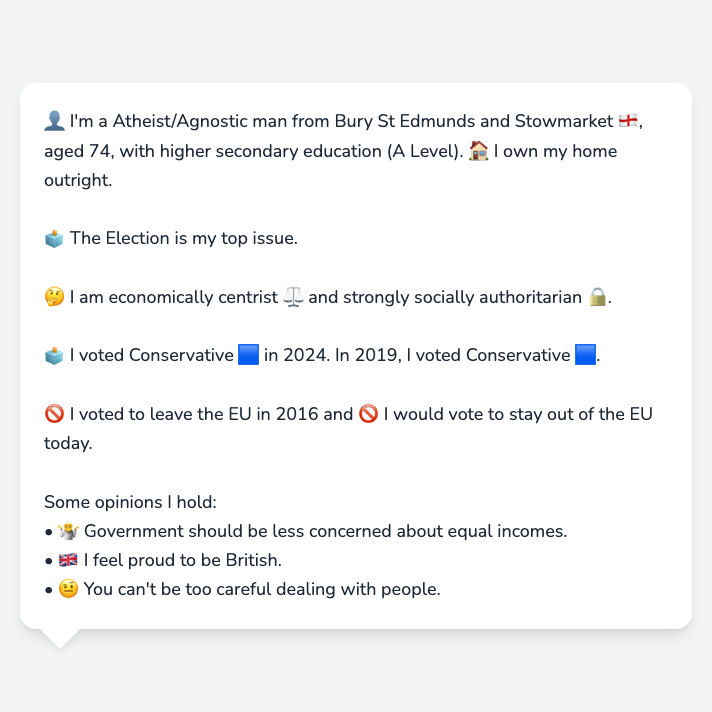 👤 I'm a Atheist/Agnostic man from Bury St Edmunds and Stowmarket 🏴󠁧󠁢󠁥󠁮󠁧󠁿,
aged 74, with higher secondary education (A Level). 🏠 I own my home
outright.
🗳️ The Election is my top issue.
🤔 I am economically centrist ⚖️ and strongly socially authoritarian 🔒.
🗳️ I voted Conservative 🟦 in 2024. In 2019, I voted Conservative 🟦.
🚫 I voted to leave the EU in 2016 and 🚫 I would vote to stay out of the EU
today.
Some opinions I hold:
• 🤷 Government should be less concerned about equal incomes.
• 🇬🇧 I feel proud to be British.
• 🤨 You can't be too careful dealing with people.